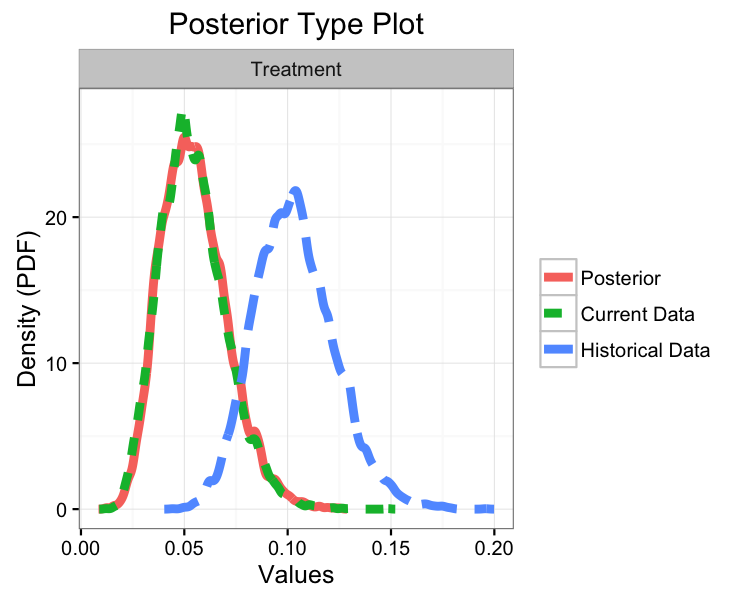 Posterior Type Plot
Treatment
Density (PDF)
20
10
0
0.00 0.05 0.10 0.15 0.20
Values
Posterior
Current Data
Historical Data